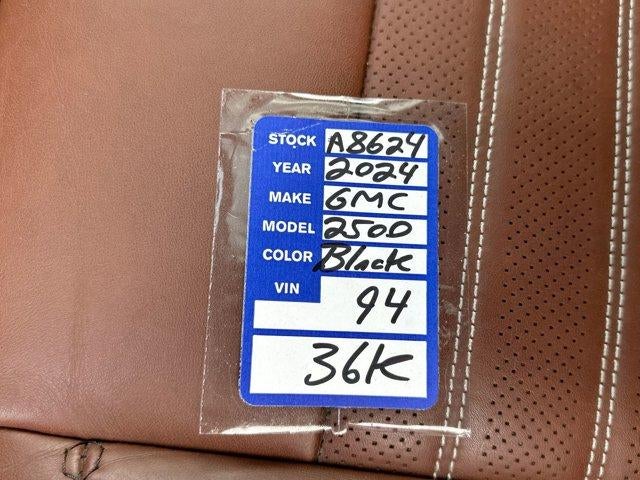 STOCK A8624
YEAR 2024
MAKE GMC
MODEL 2500
COLOR Black
VIN
94
36K